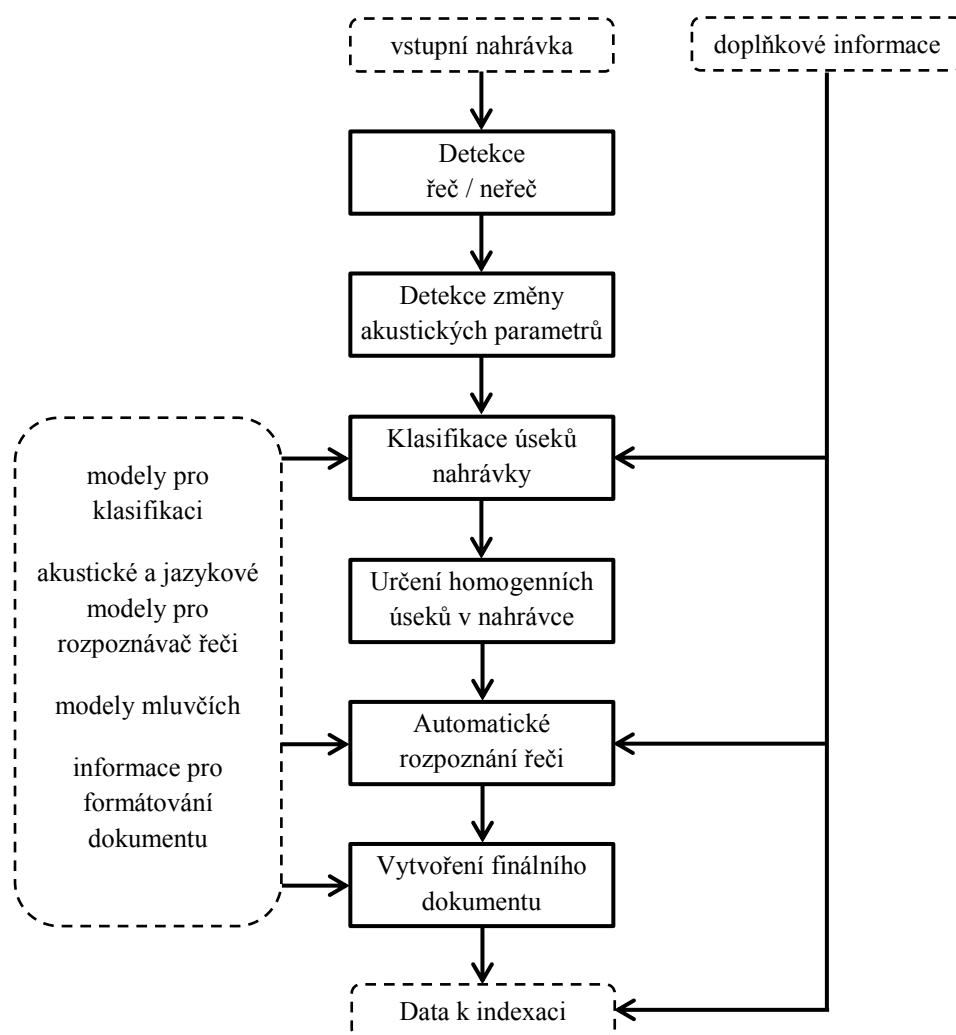 vstupní nahrávka
doplňkové informace
Detekce
řeč / neřeč
Detekce změny
akustických parametrů
Klasifikace úseků
nahrávky
modely pro
klasifikaci
akustické a jazykové
modely pro
rozpoznávač řeči
modely mluvčích
informace pro
formátování
dokumentu
Určení homogenních
úseků v nahrávce
Automatické
rozpoznání řeči
Vytvoření finálního
dokumentu
Data k indexaci